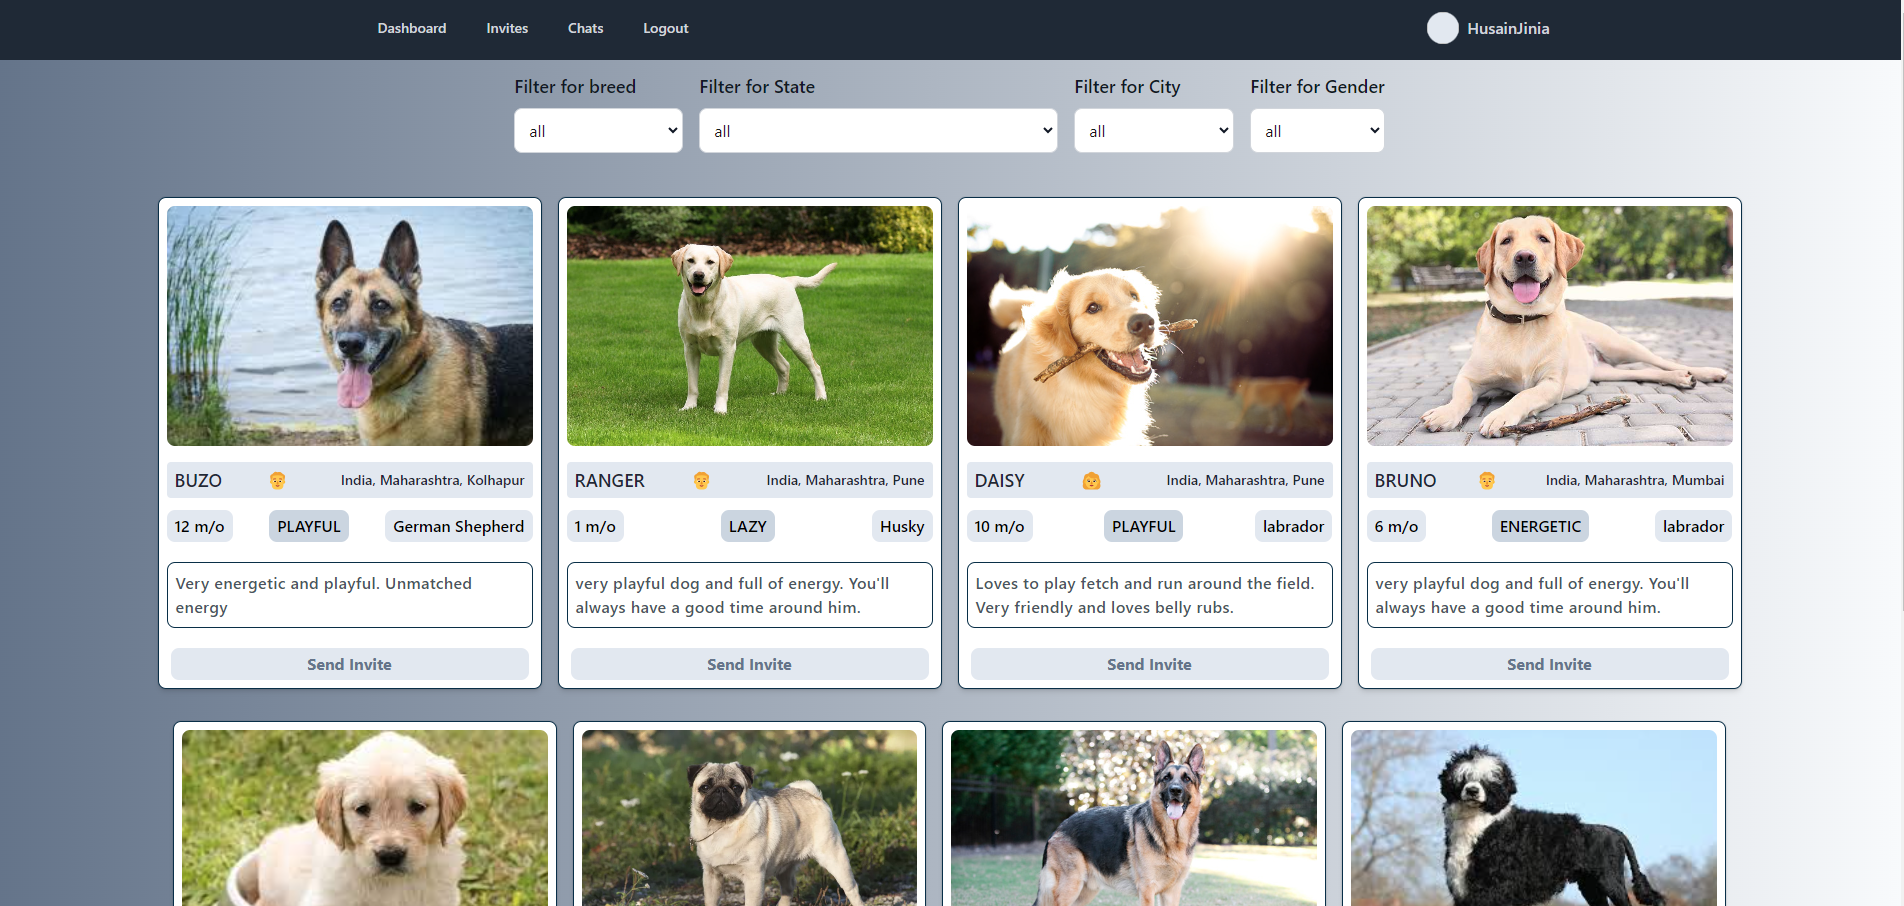 Dashboard Invites Chats Logout HusainJinia
Filter for breed Filter for State Filter for City Filter for Gender
all all all all
BUZO India, Maharashtra, Kolhapur
12 m/o PLAYFUL German Shepherd
Very energetic and playful. Unmatched
energy
Send Invite
RANGER India, Maharashtra, Pune
1 m/o LAZY Husky
very playful dog and full of energy. You'll
always have a good time around him.
Send Invite
DAISY India, Maharashtra, Pune
10 m/o PLAYFUL labrador
Loves to play fetch and run around the field.
Very friendly and loves belly rubs.
Send Invite
BRUNO India, Maharashtra, Mumbai
6 m/o ENERGETIC labrador
very playful dog and full of energy. You'll
always have a good time around him.
Send Invite